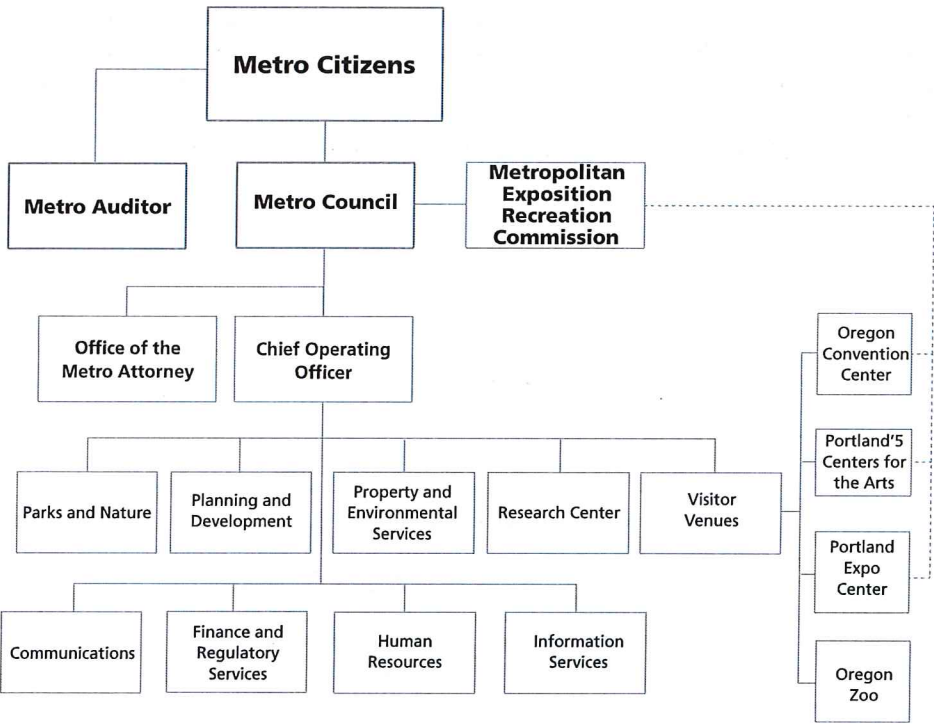 Metro Citizens
Metro Auditor
Metro Council
Metropolitan
Exposition
Recreation
Commission
Office of the
Metro Attorney
Chief Operating
Officer
Oregon
Convention
Center
Portland'5
Centers for
the Arts
Portland
Expo
Center
Oregon
Zoo
Parks and Nature
Planning and
Development
Property and
Environmental
Services
Research Center
Visitor
Venues
Communications
Finance and
Regulatory
Services
Human
Resources
Information
Services